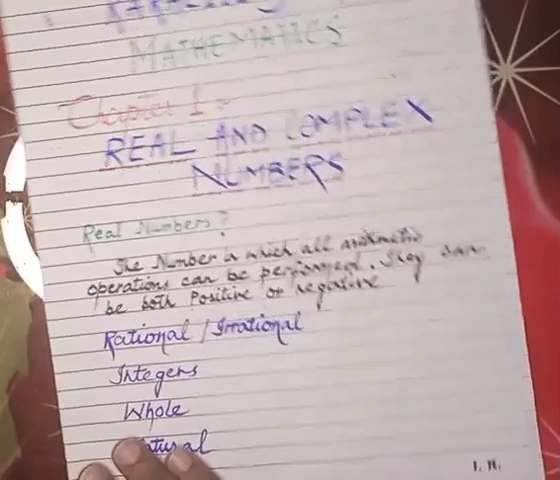 MATHEMATICS
Chapter 1 :-
REAL AND COMPLEX
NUMBERS
Real Numbers?
The Number in which all arithmetic
operations can be performed. They can
be both Positive or negative
Rational / Irrational
Integers
Whole
I. H.